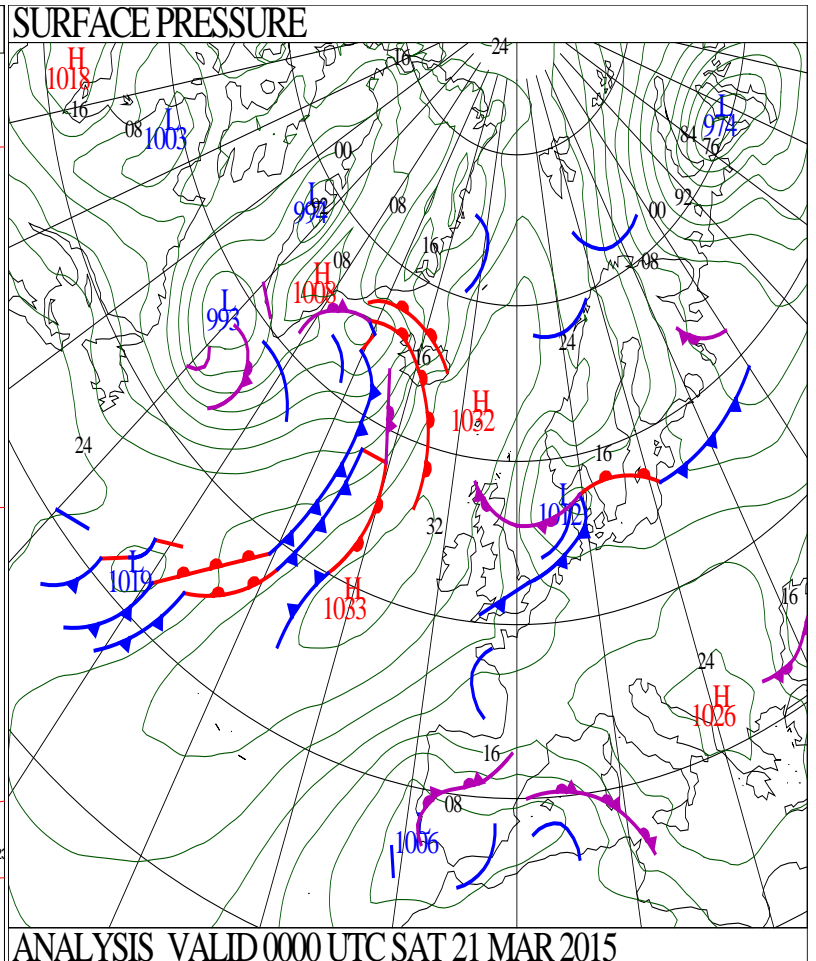 SURFACE PRESSURE
24
16
H
1018
16
L
1003
08
L
974
84
76
00
L
994
92
08
92
00
16
08
08
H
1008
L
993
24
16
H
1032
24
16
L
1012
32
L
1019
H
1033
16
24
H
1026
16
08
L
1006
ANALYSIS VALID 0000 UTC SAT 21 MAR 2015